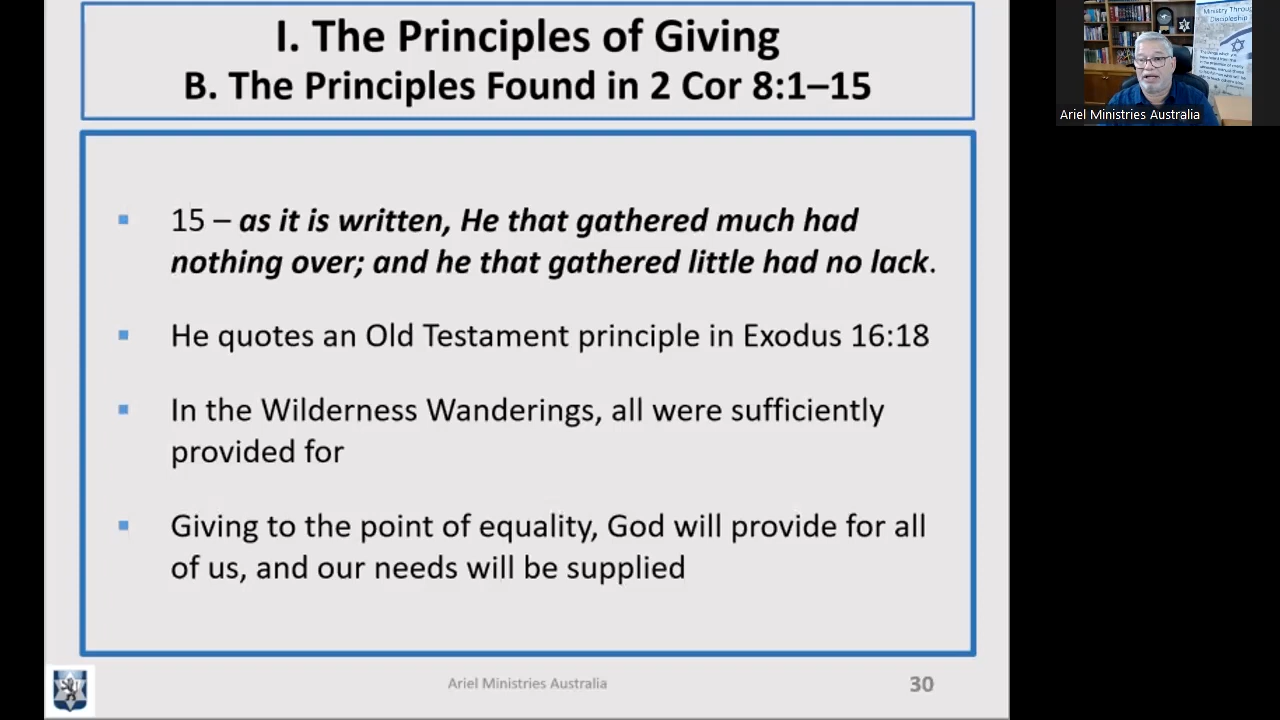 I. The Principles of Giving
B. The Principles Found in 2 Cor 8:1–15
▪ 15 – as it is written, He that gathered much had
nothing over; and he that gathered little had no lack.
▪ He quotes an Old Testament principle in Exodus 16:18
▪ In the Wilderness Wanderings, all were sufficiently
provided for
▪ Giving to the point of equality, God will provide for all
of us, and our needs will be supplied
Ariel Ministries Australia
30
Ministry Through
Discipleship
Ariel Ministries Australia